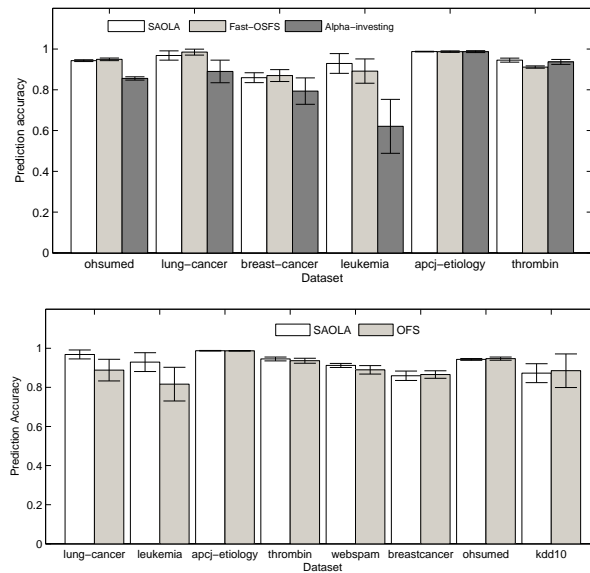 SAOLA Fast-OSFS Alpha-investing
1
0.8
0.6
0.4
0.2
0
Prediction accuracy
ohsumed lung-cancer breast-cancer leukemia apcj-etiology thrombin
Dataset
SAOLA OFS
1
0.8
0.6
0.4
0.2
0
Prediction Accuracy
lung-cancer leukemia apcj-etiology thrombin webspam breastcancer ohsumed kdd10
Dataset